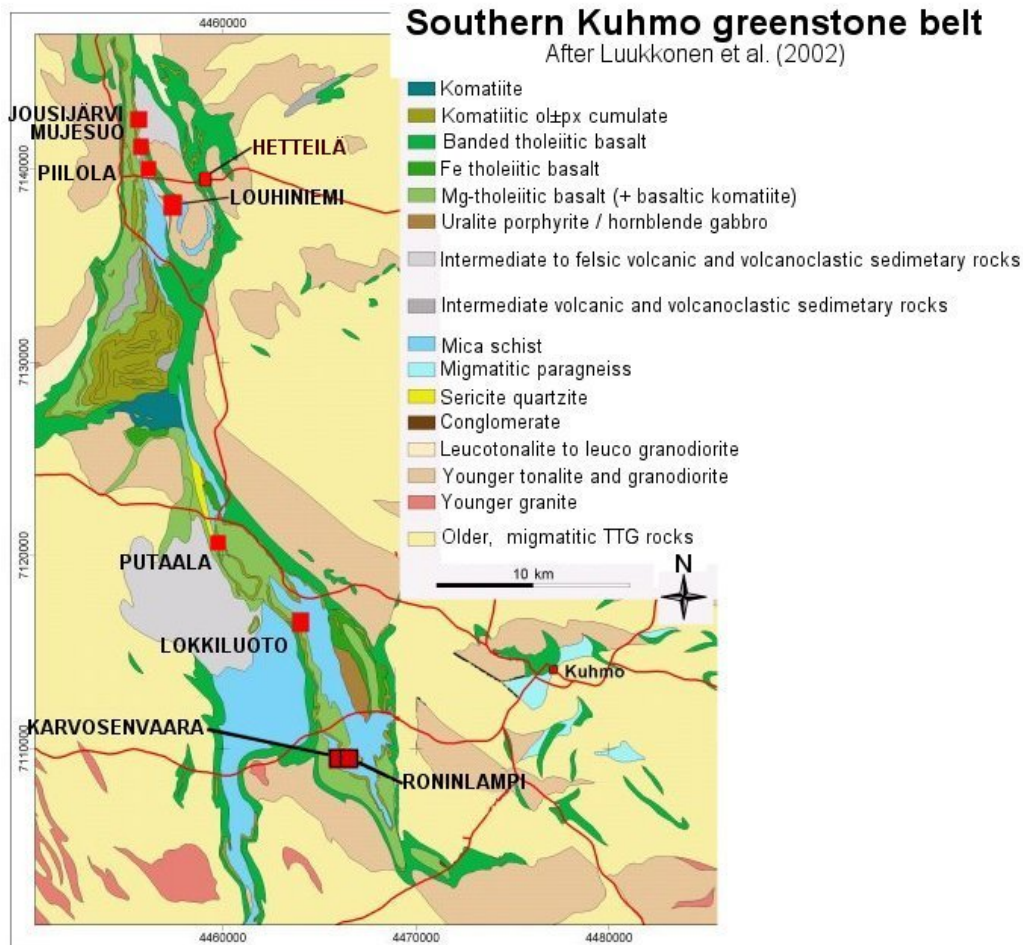 Southern Kuhmo greenstone belt
After Luukkonen et al. (2002)
4460000
JOUSIJÄRVI
MUJESUO
HETTEILÄ
PIILOLA
LOUHINIEMI
7140000
7130000
7120000
7110000
PUTAALA
LOKKILUOTO
KARVOSENVAARA
RONINLAMPI
Kuhmo
Komatiite
Komatiitic ol±px cumulate
Banded tholeiitic basalt
Fe tholeiitic basalt
Mg-tholeiitic basalt (+ basaltic komatiite)
Uralite porphyrite / hornblende gabbro
Intermediate to felsic volcanic and volcanoclastic sedimetary rocks
Intermediate volcanic and volcanoclastic sedimetary rocks
Mica schist
Migmatitic paragneiss
Sericite quartzite
Conglomerate
Leucotonalite to leuco granodiorite
Younger tonalite and granodiorite
Younger granite
Older, migmatitic TTG rocks
10 km
N
4460000
4470000
4480000